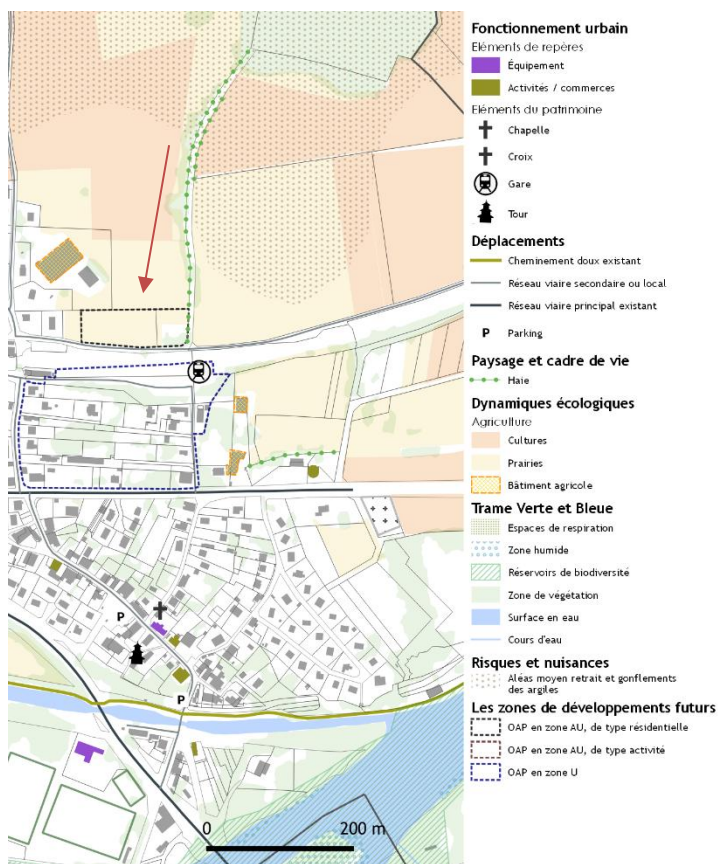 Fonctionnement urbain
Eléments de repères
Équipement
Activités / commerces
Eléments du patrimoine
Chapelle
Croix
Gare
Tour
Déplacements
Cheminement doux existant
Réseau viaire secondaire ou local
Réseau viaire principal existant
P Parking
Paysage et cadre de vie
Haie
Dynamiques écologiques
Agriculture
Cultures
Prairies
Bâtiment agricole
Trame Verte et Bleue
Espaces de respiration
Zone humide
Réservoirs de biodiversité
Zone de végétation
Surface en eau
Cours d'eau
Risques et nuisances
Aléas moyen retrait et gonflements
des argiles
Les zones de développements futurs
OAP en zone AU, de type résidentielle
OAP en zone AU, de type activité
OAP en zone U
P
P
0 200 m